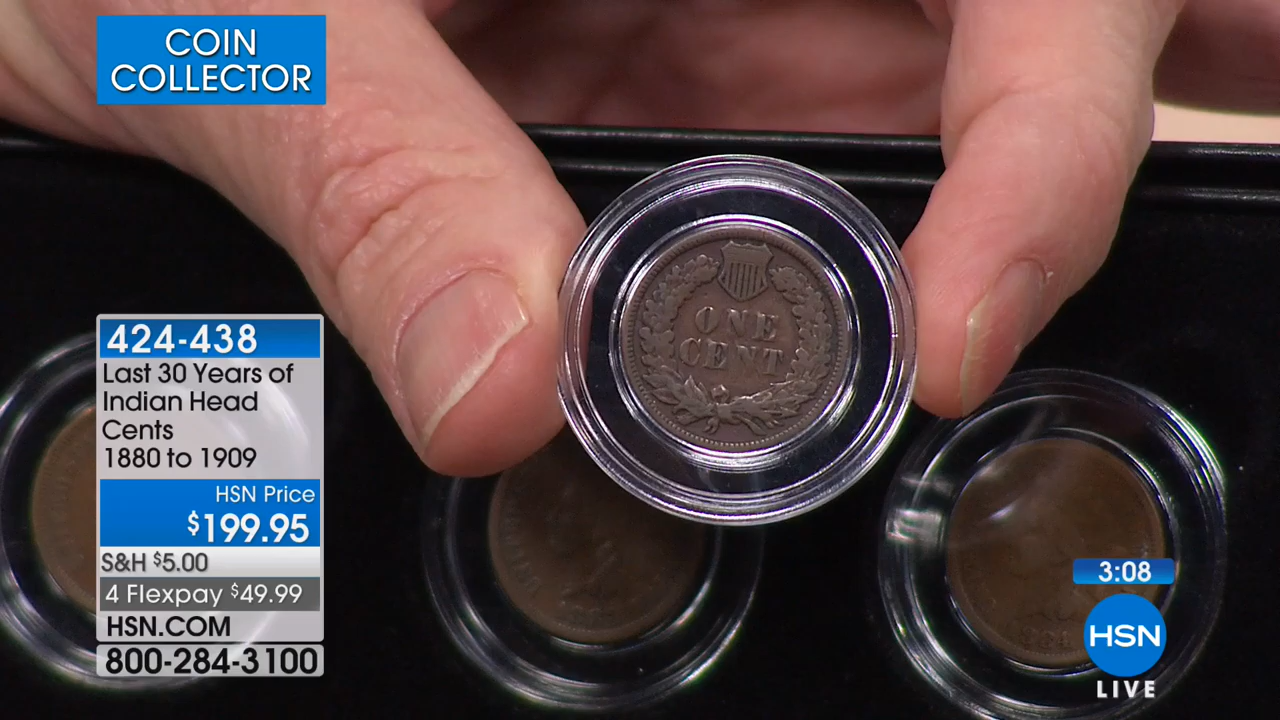 COIN
COLLECTOR
424-438
Last 30 Years of
Indian Head
Cents
1880 to 1909
HSN Price
$199.95
S&H $5.00
4 Flexpay $49.99
HSN.COM
800-284-3100
ONE
CENT
3:08
HSN
LIVE